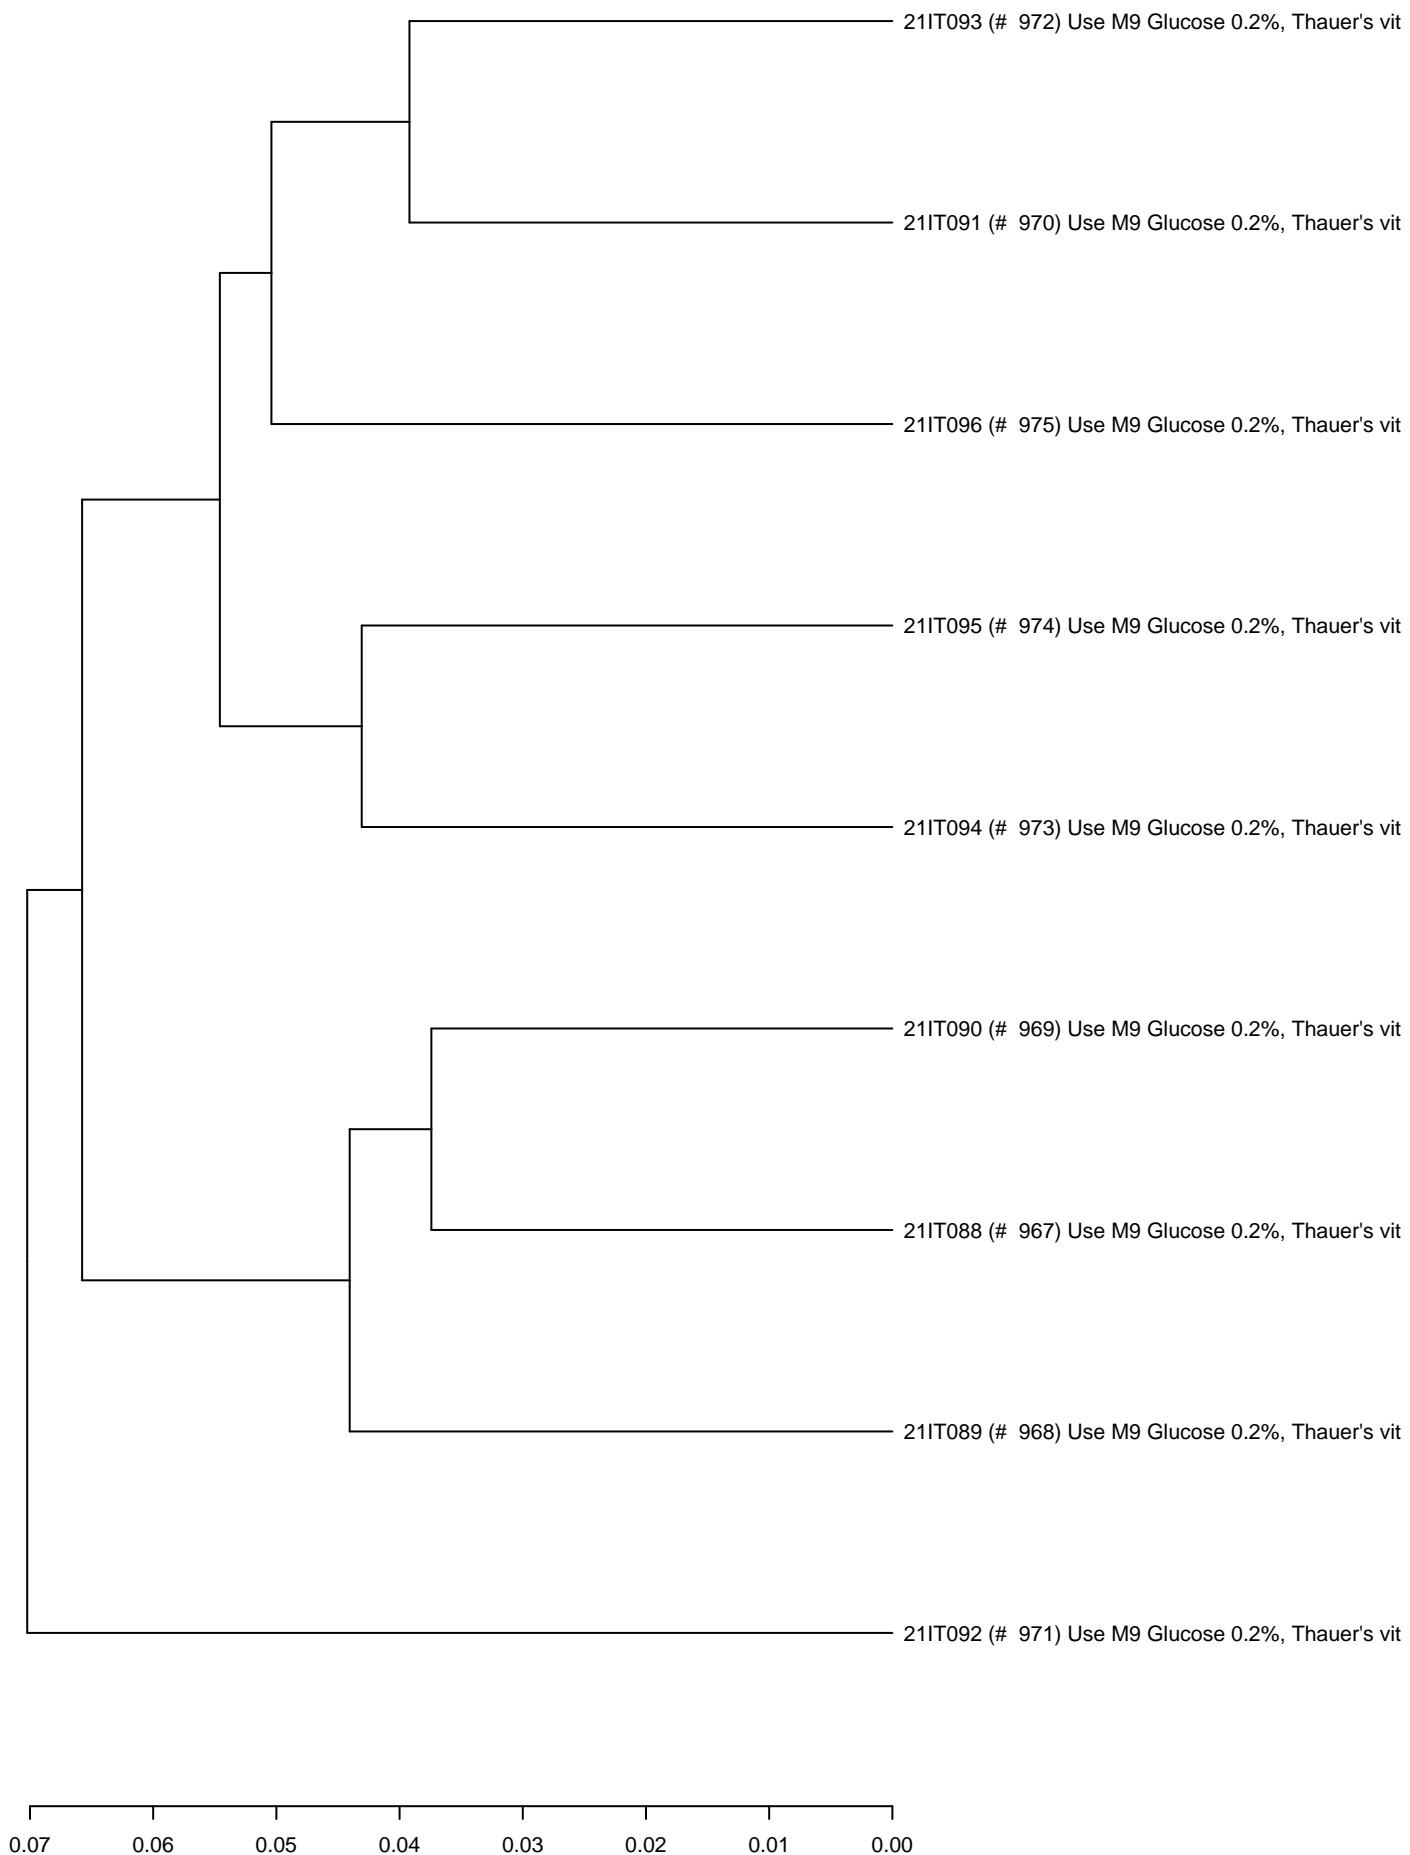 21IT093 (#  972) Use M9 Glucose 0.2%, Thauer's vit
21IT091 (#  970) Use M9 Glucose 0.2%, Thauer's vit
21IT096 (#  975) Use M9 Glucose 0.2%, Thauer's vit
21IT095 (#  974) Use M9 Glucose 0.2%, Thauer's vit
21IT094 (#  973) Use M9 Glucose 0.2%, Thauer's vit
21IT090 (#  969) Use M9 Glucose 0.2%, Thauer's vit
21IT088 (#  967) Use M9 Glucose 0.2%, Thauer's vit
21IT089 (#  968) Use M9 Glucose 0.2%, Thauer's vit
21IT092 (#  971) Use M9 Glucose 0.2%, Thauer's vit
0.07 0.06 0.05 0.04 0.03 0.02 0.01 0.00